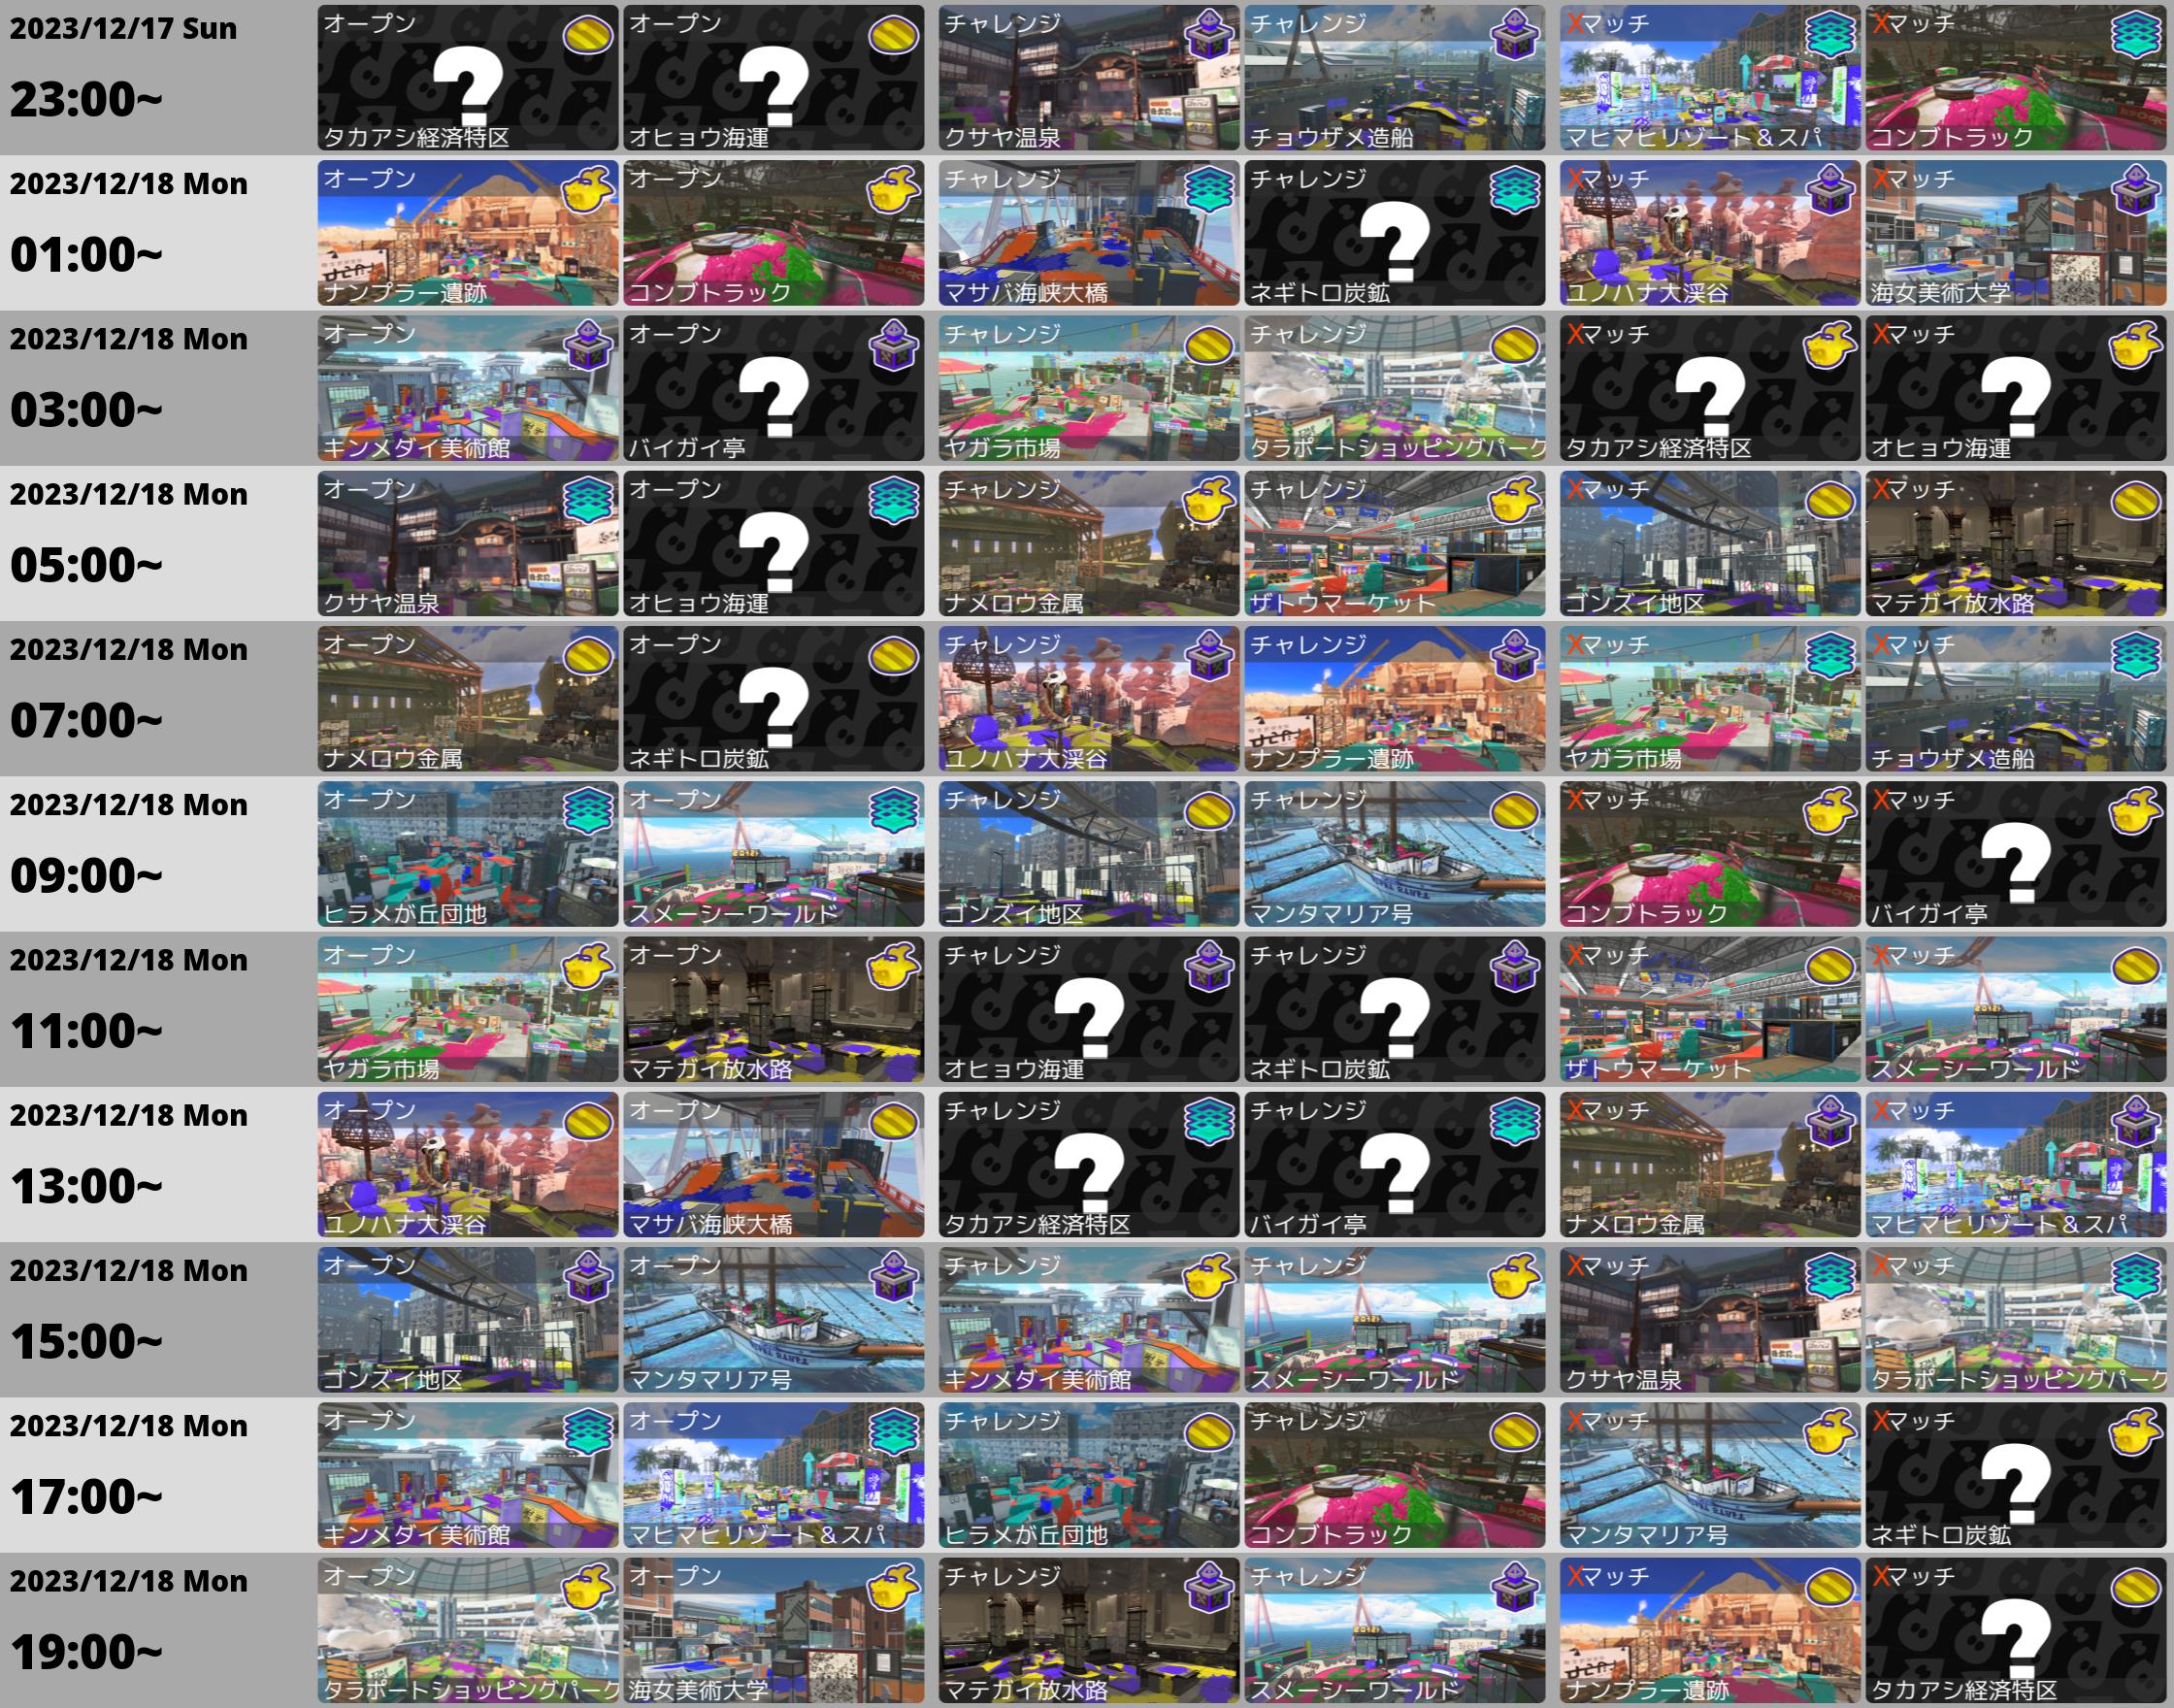 2023/12/17 Sun
23:00~
オープン
タカアシ経済特区
オープン
オヒョウ海運
チャレンジ
クサヤ温泉
チャレンジ
チョウザメ造船
Xマッチ
マヒマヒリゾート＆スパ
Xマッチ
コンブトラック
2023/12/18 Mon
01:00~
オープン
ナンプラー遺跡
オープン
コンブトラック
チャレンジ
マサバ海峡大橋
チャレンジ
ネギトロ炭鉱
Xマッチ
ユノハナ大渓谷
Xマッチ
海女美術大学
2023/12/18 Mon
03:00~
オープン
キンメダイ美術館
オープン
バイガイ亭
チャレンジ
ヤガラ市場
チャレンジ
タラポートショッピングパーク
Xマッチ
タカアシ経済特区
Xマッチ
オヒョウ海運
2023/12/18 Mon
05:00~
オープン
クサヤ温泉
オープン
オヒョウ海運
チャレンジ
ナメロウ金属
チャレンジ
ザトウマーケット
Xマッチ
ゴンズイ地区
Xマッチ
マテガイ放水路
2023/12/18 Mon
07:00~
オープン
ナメロウ金属
オープン
ネギトロ炭鉱
チャレンジ
ユノハナ大渓谷
チャレンジ
ナンプラー遺跡
Xマッチ
ヤガラ市場
Xマッチ
チョウザメ造船
2023/12/18 Mon
09:00~
オープン
ヒラメが丘団地
オープン
スメーシーワールド
チャレンジ
ゴンズイ地区
チャレンジ
マンタマリア号
Xマッチ
コンブトラック
Xマッチ
バイガイ亭
2023/12/18 Mon
11:00~
オープン
ヤガラ市場
オープン
マテガイ放水路
チャレンジ
オヒョウ海運
チャレンジ
ネギトロ炭鉱
Xマッチ
ザトウマーケット
Xマッチ
スメーシーワールド
2023/12/18 Mon
13:00~
オープン
ユノハナ大渓谷
オープン
マサバ海峡大橋
チャレンジ
タカアシ経済特区
チャレンジ
バイガイ亭
Xマッチ
ナメロウ金属
Xマッチ
マヒマヒリゾート＆スパ
2023/12/18 Mon
15:00~
オープン
ゴンズイ地区
オープン
マンタマリア号
チャレンジ
キンメダイ美術館
チャレンジ
スメーシーワールド
Xマッチ
クサヤ温泉
Xマッチ
タラポートショッピングパーク
2023/12/18 Mon
17:00~
オープン
キンメダイ美術館
オープン
マヒマヒリゾート＆スパ
チャレンジ
ヒラメが丘団地
チャレンジ
コンブトラック
Xマッチ
マンタマリア号
Xマッチ
ネギトロ炭鉱
2023/12/18 Mon
19:00~
オープン
タラポートショッピングパーク
オープン
海女美術大学
チャレンジ
マテガイ放水路
チャレンジ
スメーシーワールド
Xマッチ
ナンプラー遺跡
Xマッチ
タカアシ経済特区